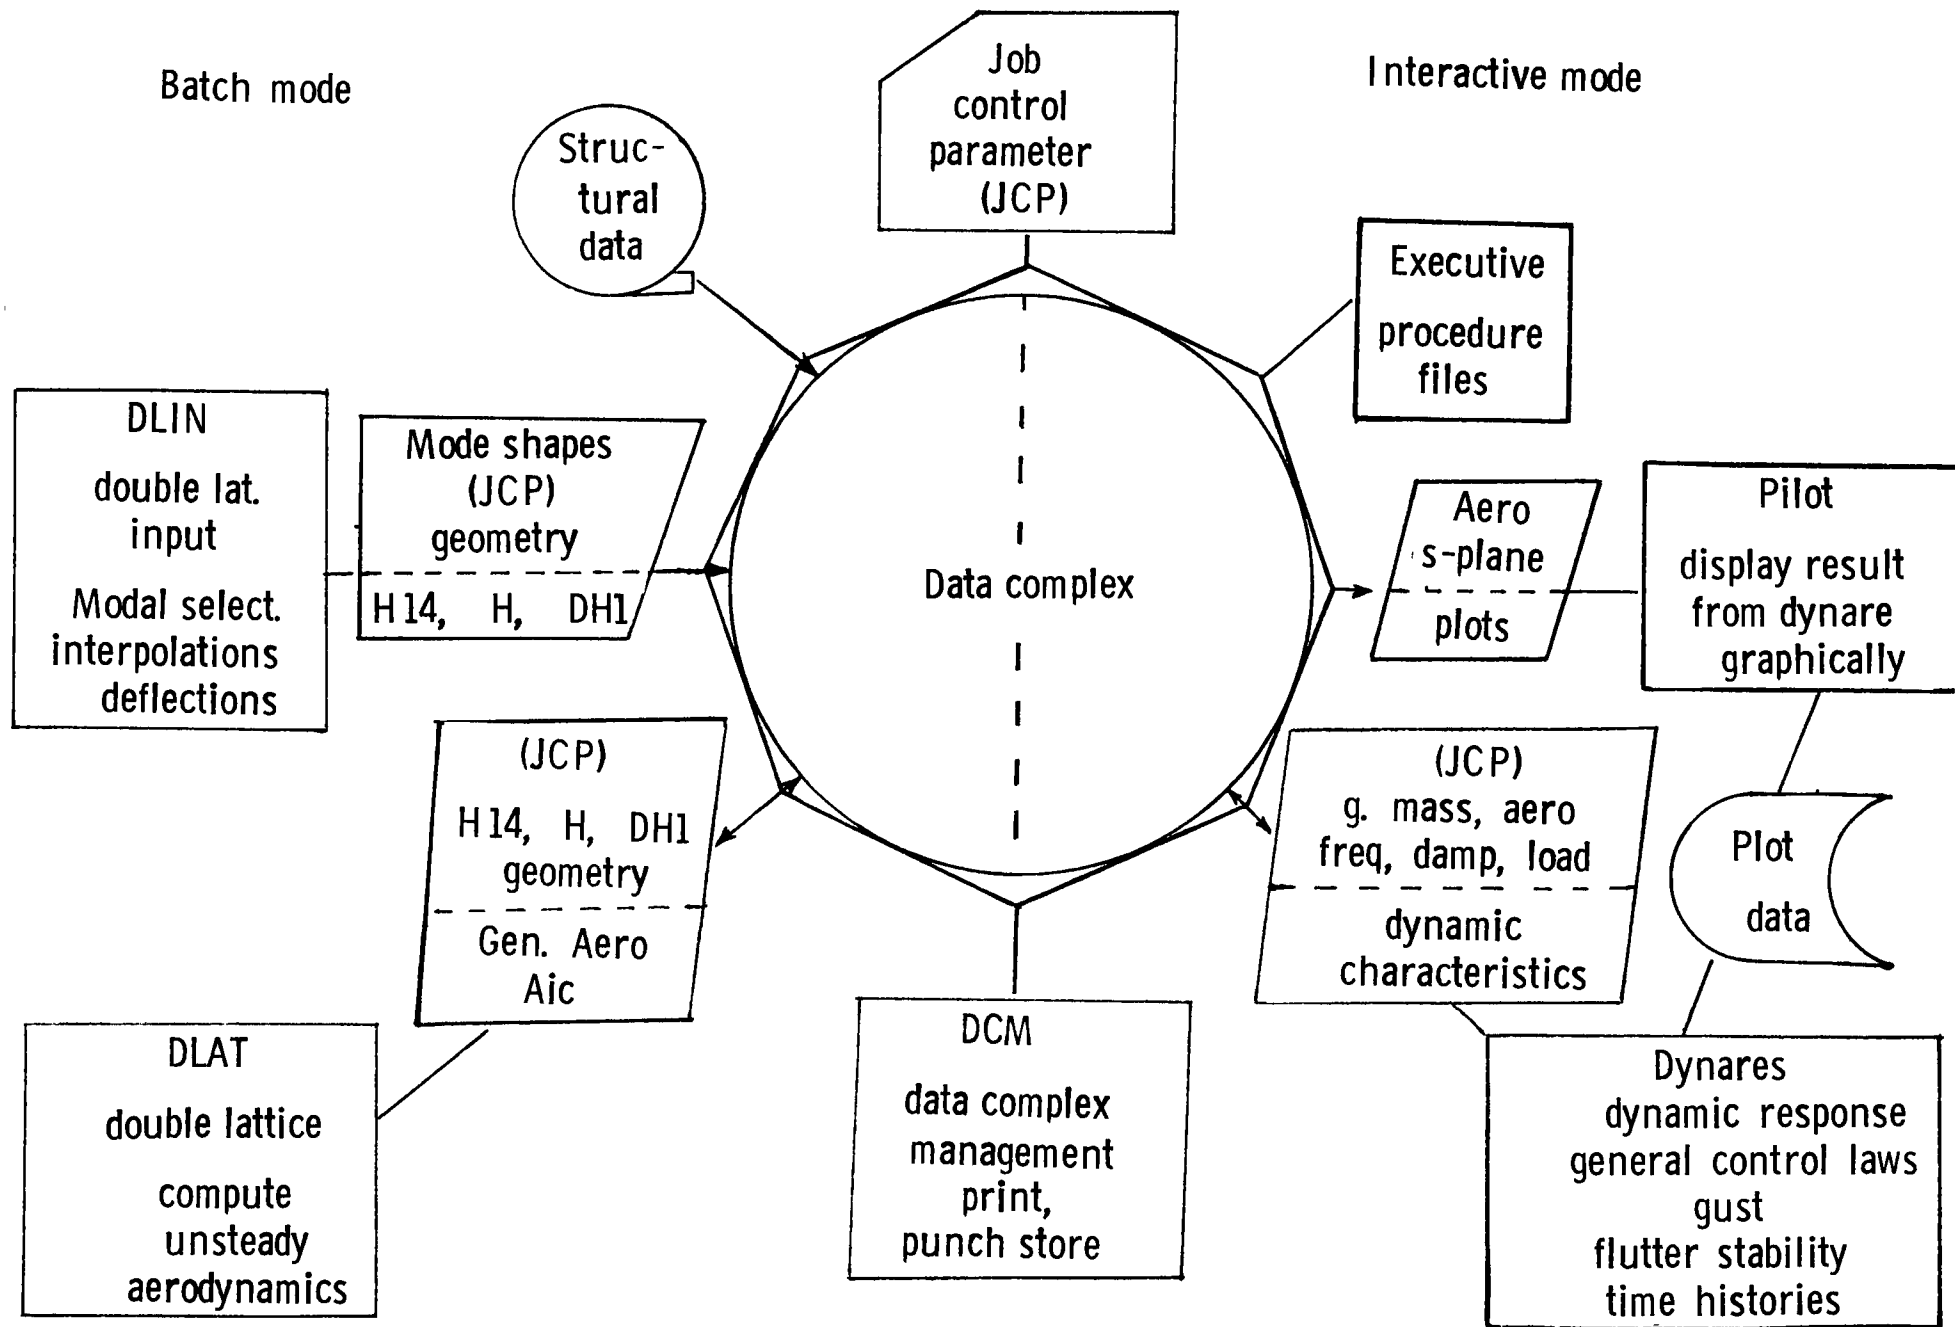 Batch mode
Interactive mode
Job
control
parameter
(JCP)
Struc-
tural
data
Executive
procedure
files
DLIN
double lat.
input
Modal select.
interpolations
deflections
Mode shapes
(JCP)
geometry
H14, H, DH1
Data complex
Aero
s-plane
plots
Pilot
display result
from dynare
graphically
(JCP)
H14, H, DH1
geometry
Gen. Aero
Aic
(JCP)
g. mass, aero
freq, damp, load
dynamic
characteristics
Plot
data
DLAT
double lattice
compute
unsteady
aerodynamics
DCM
data complex
management
print,
punch store
Dynares
dynamic response
general control laws
gust
flutter stability
time histories